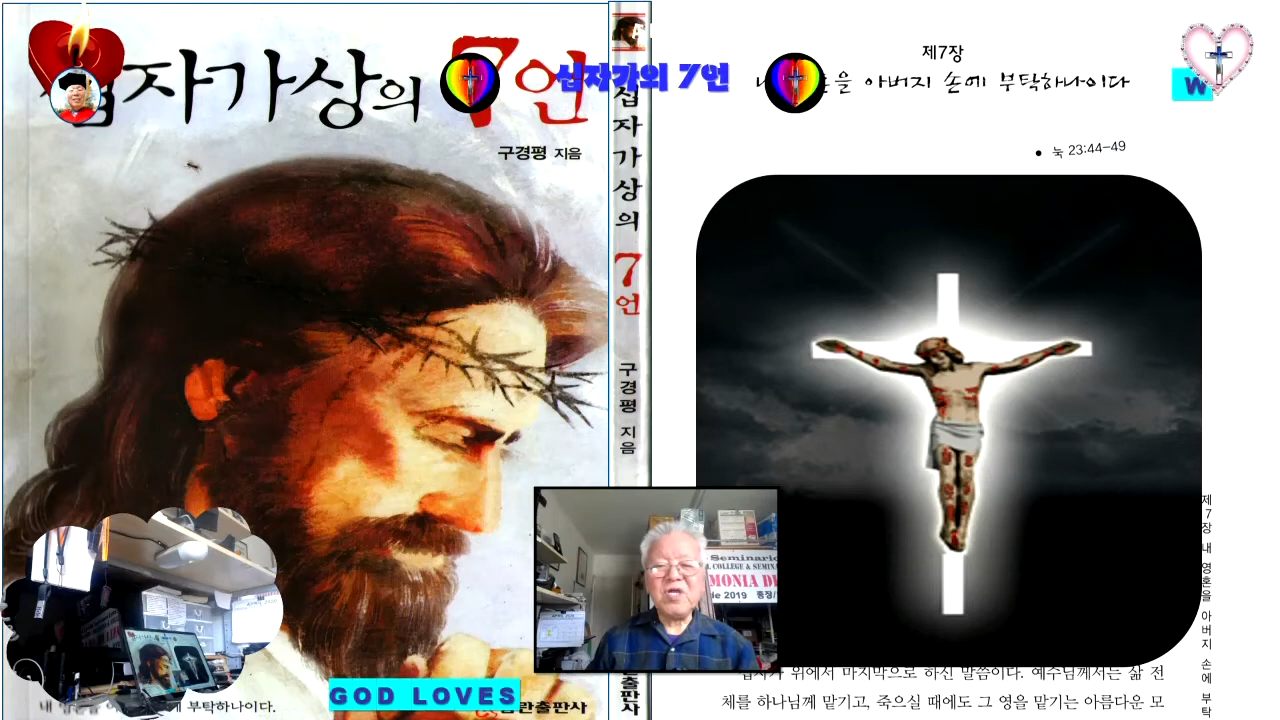 십자가상의 7언
구경평 지음
십자가의 7언
십자가상의 7언
구경평 지음
제7장
을 아버지 손에 부탁하나이다
W
• 눅 23:44-49
Seminario
COLLEGE & SEMINA
MONIA DE
de 2019
제7장 내 영혼을 아버지 손에 부탁
위에서 마지막으로 하신 말씀이다. 예수님께서는 삶 전
체를 하나님께 맡기고, 죽으실 때에도 그 영을 맡기는 아름다운 모
부탁하나이다.
GOD LOVES
란출판사
출판사